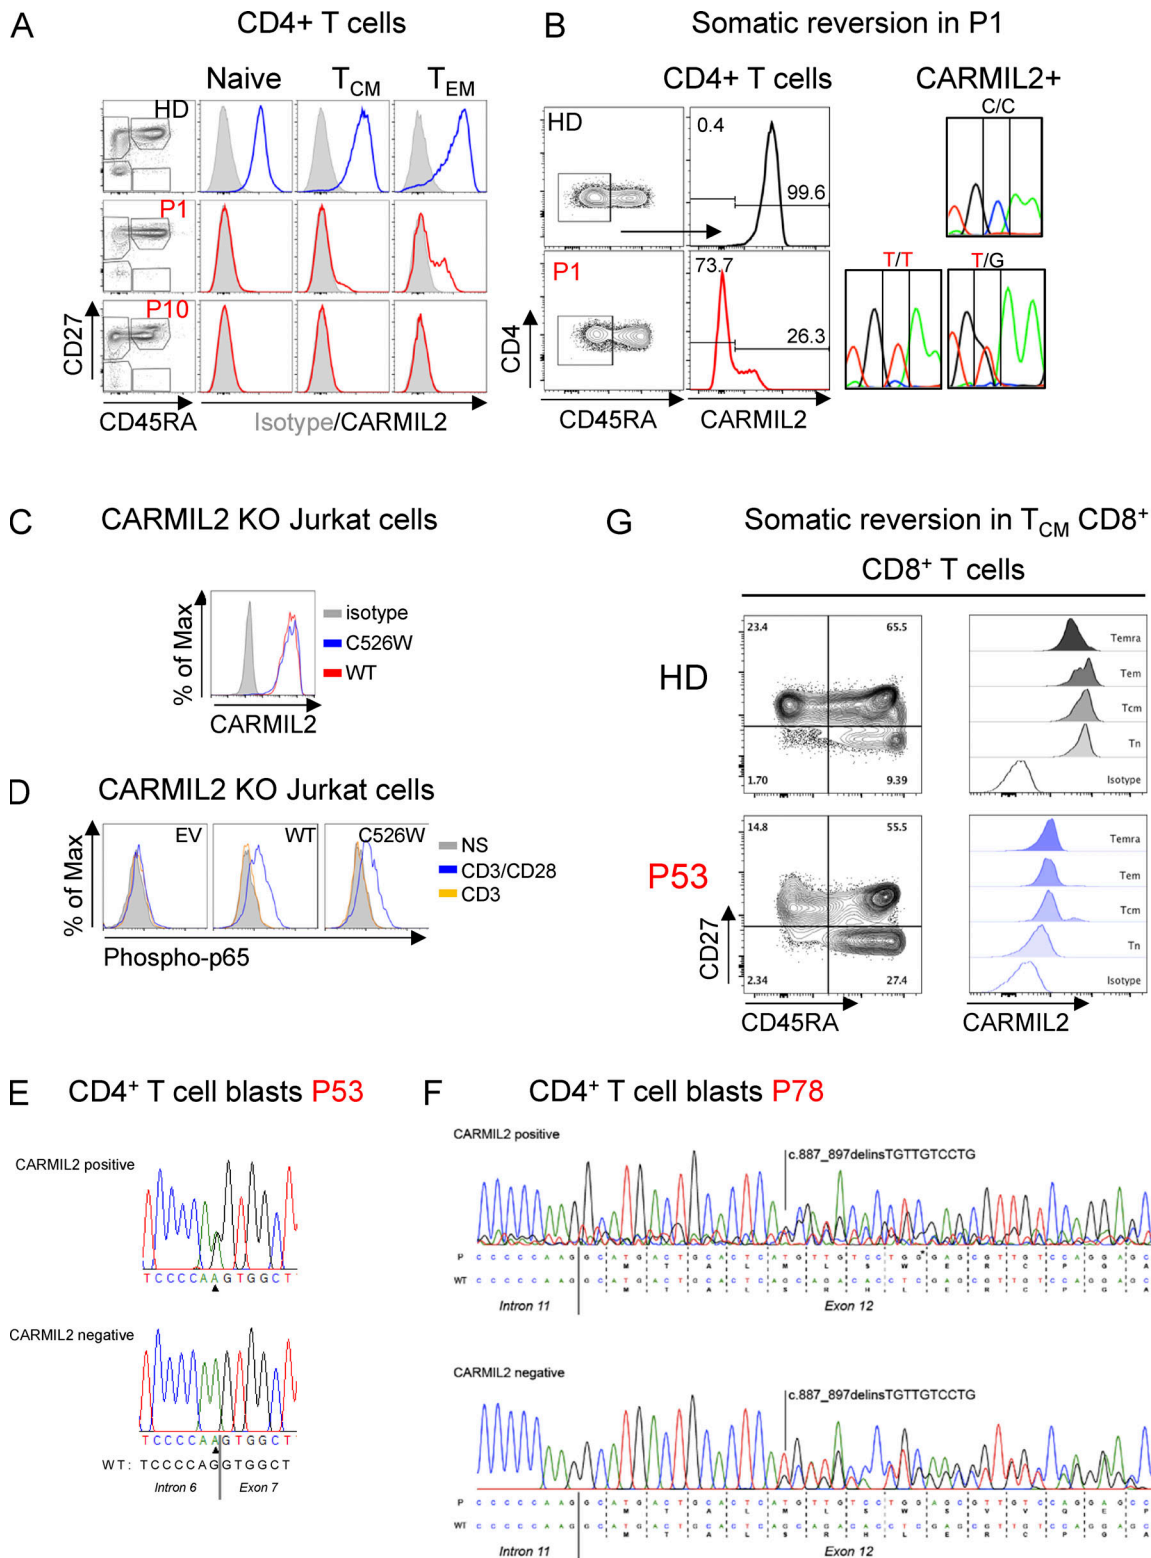 A
CD4+ T cells
Naive
TCM
TEM
HD
P1
P10
CD27
CD45RA
Isotype/CARMIL2
B
Somatic reversion in P1
CD4+ T cells
CARMIL2+
HD
0.4
99.6
C/C
P1
73.7
26.3
T/T
T/G
CD4
CD45RA
CARMIL2
C
CARMIL2 KO Jurkat cells
% of Max
isotype
C526W
WT
CARMIL2
D
CARMIL2 KO Jurkat cells
% of Max
EV
WT
C526W
NS
CD3/CD28
CD3
Phospho-p65
G
Somatic reversion in TCM CD8+
CD8+ T cells
HD
23.4
65.5
1.70
9.39
Temra
Tem
Tcm
Tn
Isotype
P53
14.8
55.5
2.34
27.4
Temra
Tem
Tcm
Tn
Isotype
CD27
CD45RA
CARMIL2
E
CD4+ T cell blasts P53
CARMIL2 positive
TCCCCAAGTGGCT
CARMIL2 negative
TCCCCAAGTGGCT
WT: TCCCCAGGTGGCT
Intron 6
Exon 7
F
CD4+ T cell blasts P78
CARMIL2 positive
c.887_897delinsTGTTGTCCTG
P C C C C C A A G G C A T G A C T G C A C T C A T G T T G T C C T G G * G A G C G T T G T C C A G G A G C
M T A L M L S W E R C P G A
WT C C C C C A A G G C A T G A C T G C A C T C A G C A G A C A C C T C G A G C G T T G T C C A G G A G C
M T A L S R H L E R C P G A
Intron 11
Exon 12
CARMIL2 negative
c.887_897delinsTGTTGTCCTG
P C C C C C A A G G C A T G A C T G C A C T C A T G T T G T C C T G G A G C G T T G T C C A G G A G C C
M T A L M L S W S V V Q E P
WT C C C C C A A G G C A T G A C T G C A C T C A G C A G A C A C C T C G A G C G T T G T C C A G G A G C
M T A L S R H L E R C P G A
Intron 11
Exon 12